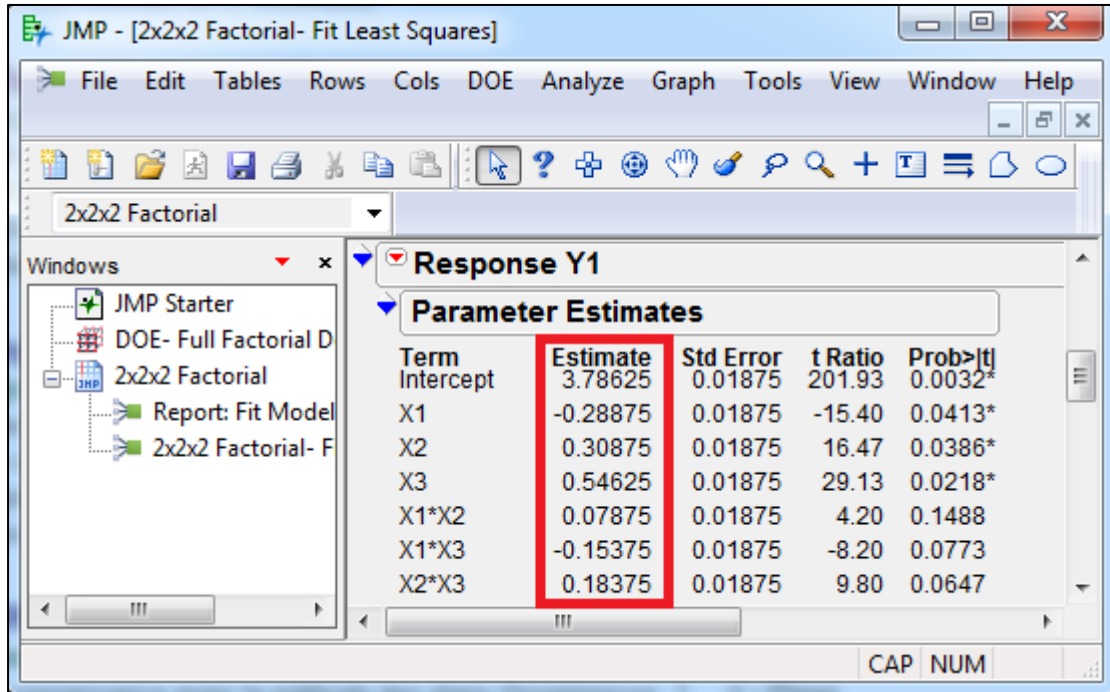 JMP - [2x2x2 Factorial- Fit Least Squares]
File Edit Tables Rows Cols DOE Analyze Graph Tools View Window Help
2x2x2 Factorial
Windows
JMP Starter
DOE- Full Factorial D
2x2x2 Factorial
Report: Fit Model
2x2x2 Factorial- F
Response Y1
Parameter Estimates
Term Estimate Std Error t Ratio Prob>|t|
Intercept 3.78625 0.01875 201.93 0.0032*
X1 -0.28875 0.01875 -15.40 0.0413*
X2 0.30875 0.01875 16.47 0.0386*
X3 0.54625 0.01875 29.13 0.0218*
X1*X2 0.07875 0.01875 4.20 0.1488
X1*X3 -0.15375 0.01875 -8.20 0.0773
X2*X3 0.18375 0.01875 9.80 0.0647
CAP NUM